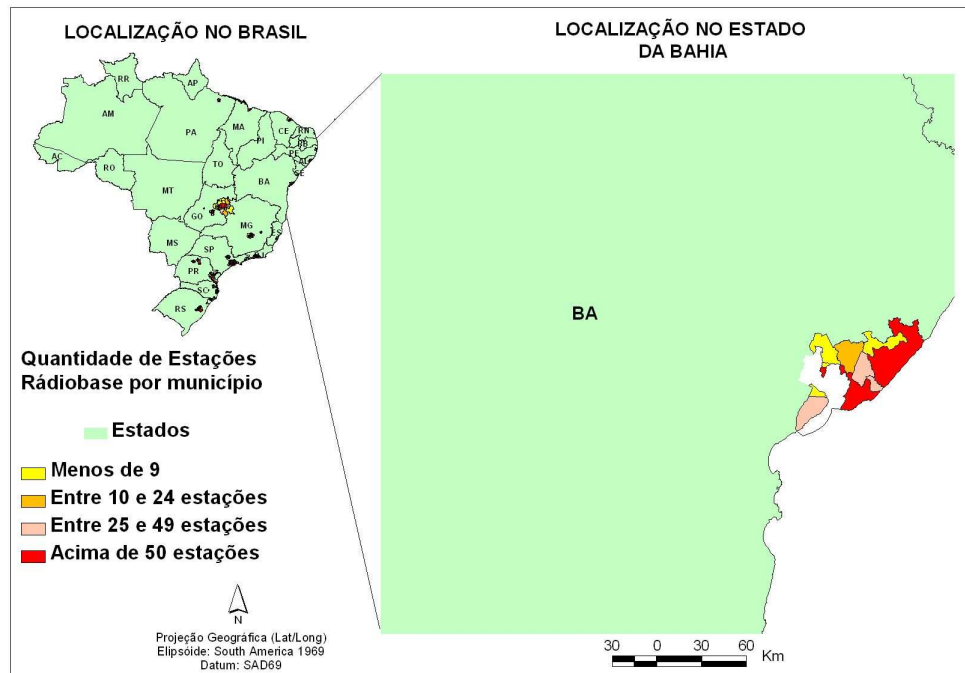 LOCALIZAÇÃO NO BRASIL
LOCALIZAÇÃO NO ESTADO
DA BAHIA
RR
AP
AM
PA
MA
CE
RN
PI
PE
AL
SE
AC
TO
RO
BA
MT
GO
MG
ES
MS
SP
PR
SC
RS
BA
Quantidade de Estações
Rádiobase por município
Estados
Menos de 9
Entre 10 e 24 estações
Entre 25 e 49 estações
Acima de 50 estações
N
Projeção Geográfica (Lat/Long)
Elipsóide: South America 1969
Datum: SAD69
30 0 30 60
Km